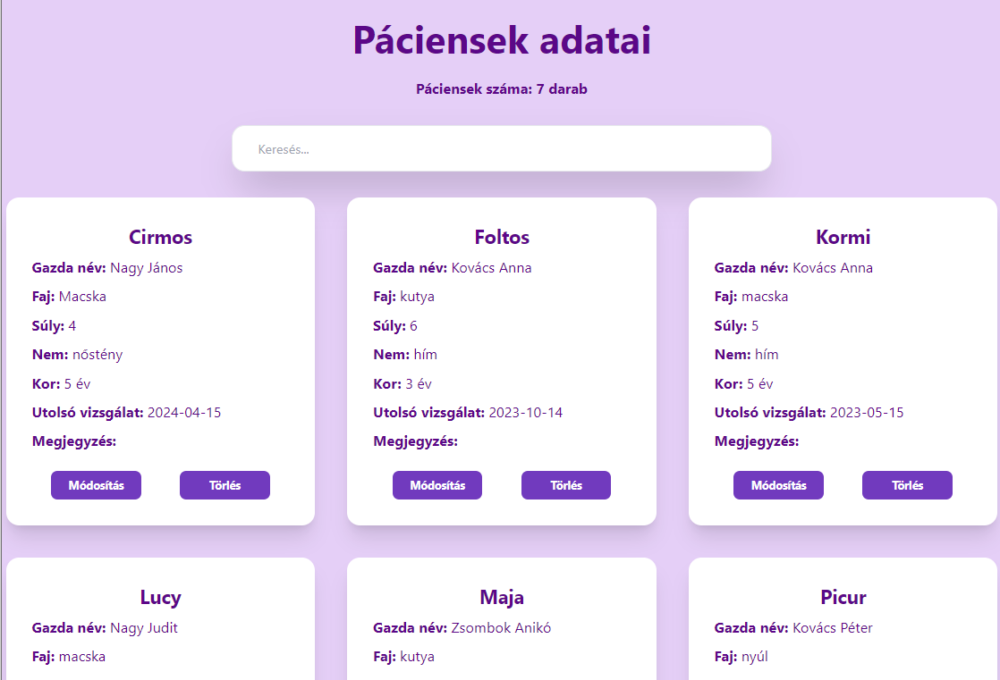 Páciensek adatai
Páciensek száma: 7 darab
Keresés...
Cirmos
Gazda név: Nagy János
Faj: Macska
Súly: 4
Nem: nőstény
Kor: 5 év
Utolsó vizsgálat: 2024-04-15
Megjegyzés:
Módosítás
Törlés
Foltos
Gazda név: Kovács Anna
Faj: kutya
Súly: 6
Nem: hím
Kor: 3 év
Utolsó vizsgálat: 2023-10-14
Megjegyzés:
Módosítás
Törlés
Kormi
Gazda név: Kovács Anna
Faj: macska
Súly: 5
Nem: hím
Kor: 5 év
Utolsó vizsgálat: 2023-05-15
Megjegyzés:
Módosítás
Törlés
Lucy
Gazda név: Nagy Judit
Faj: macska
Maja
Gazda név: Zsombok Anikó
Faj: kutya
Picur
Gazda név: Kovács Péter
Faj: nyúl